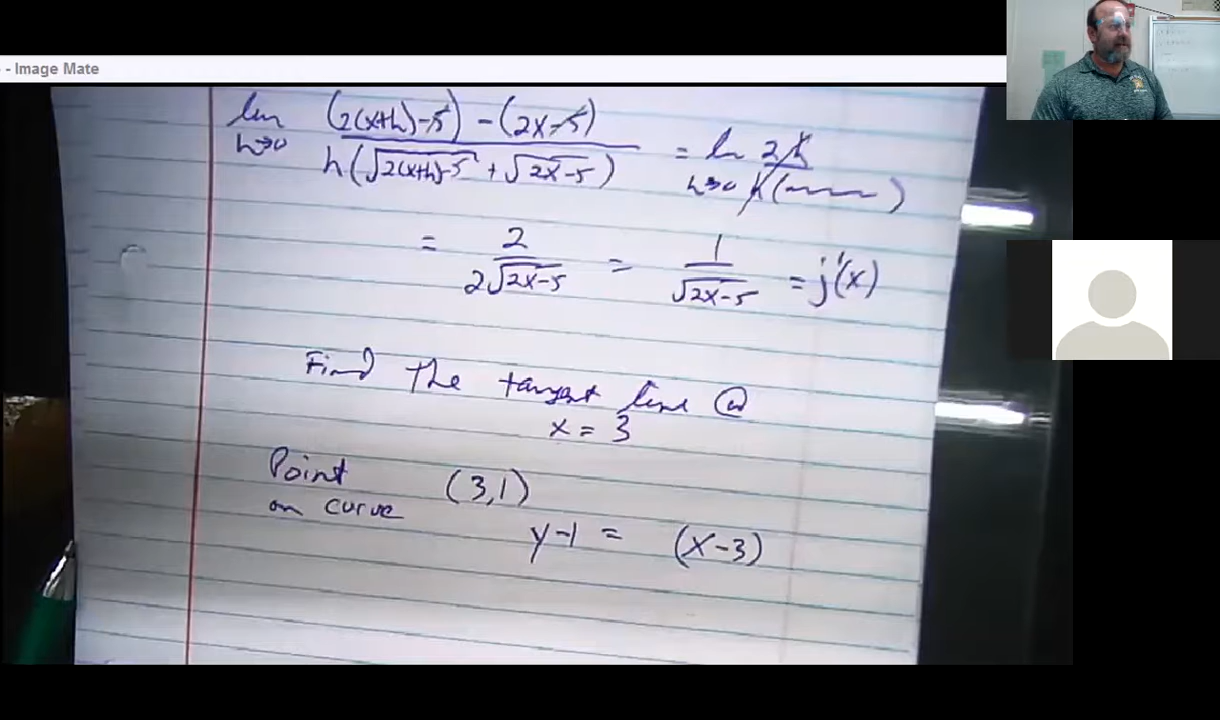 - Image Mate
lim h→0 ((2(x+h)-5) - (2x-5)) / (h(√2(x+h)-5 + √2x-5)) = lim h→0 2h / h( )
= 2 / 2√2x-5 = 1 / √2x-5 = j'(x)
Find the tangent line @
x = 3
Point (3,1)
on curve
y-1 = (x-3)